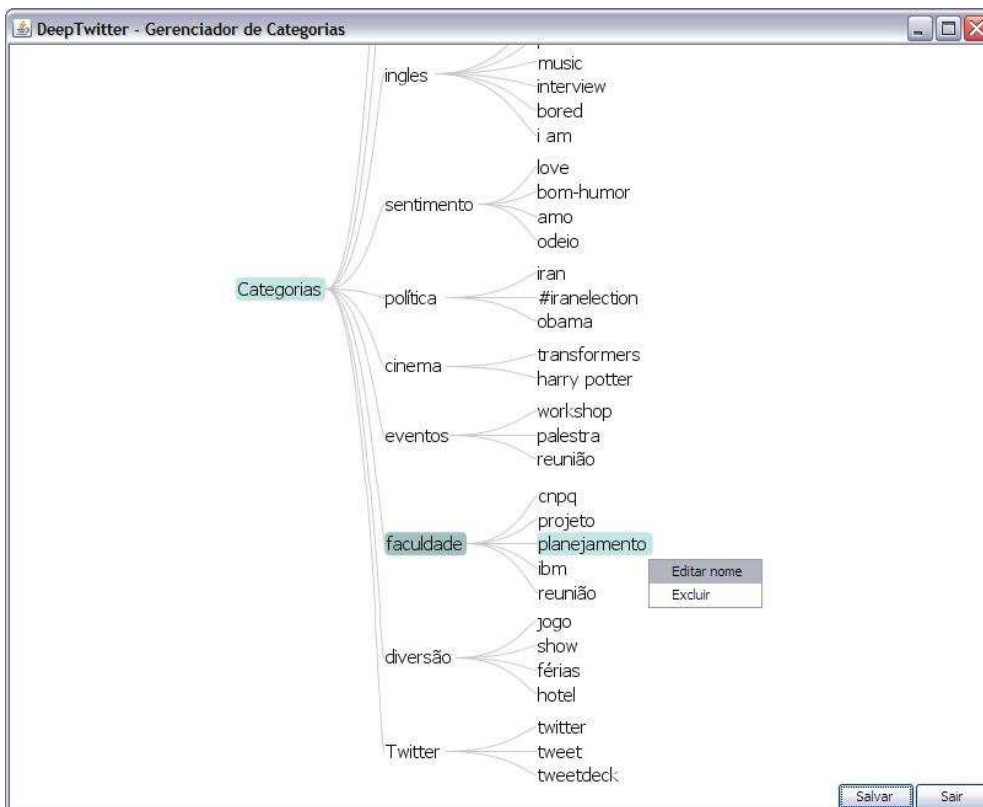 DeepTwitter - Gerenciador de Categorias
Categorias
ingles
music
interview
bored
i am
sentimento
love
bom-humor
amo
odeio
política
iran
#iranelection
obama
cinema
transformers
harry potter
eventos
workshop
palestra
reunião
faculdade
cnpq
projeto
planejamento
ibm
reunião
Editar nome
Excluir
diversão
jogo
show
férias
hotel
Twitter
twitter
tweet
tweetdeck
Salvar
Sair